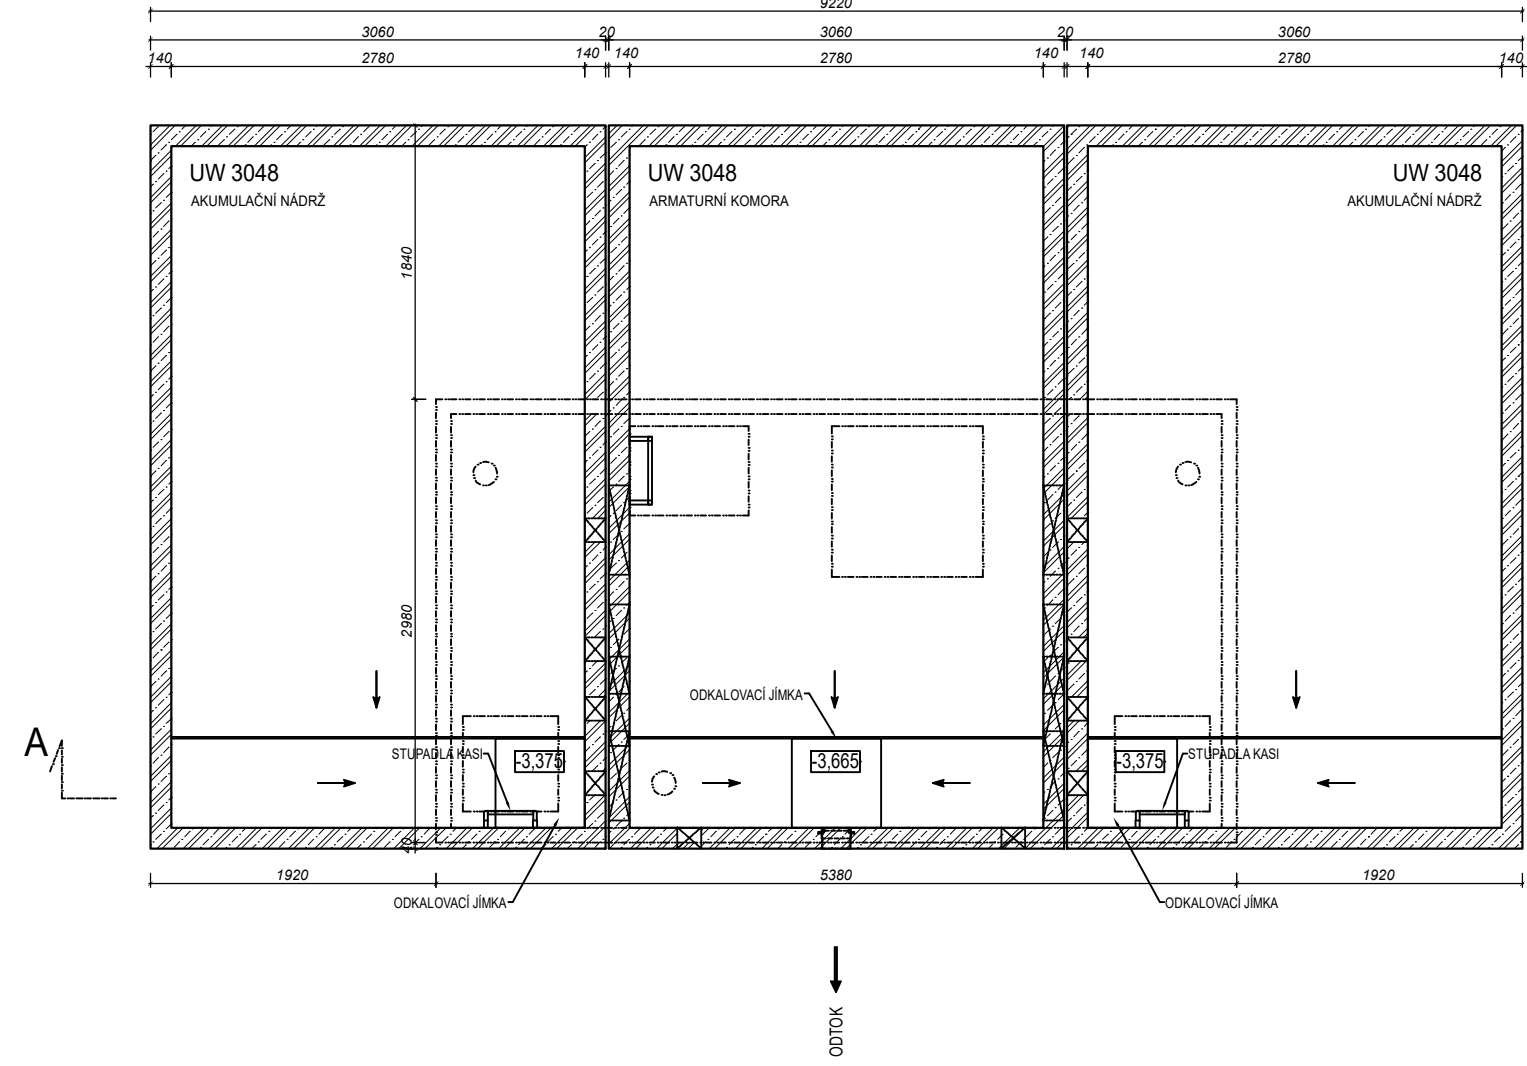 9220
3060 20 3060 20 3060
140 2780 140 140 2780 140 140 2780 140
UW 3048 UW 3048 UW 3048
AKUMULAČNÍ NÁDRŽ ARMATURNÍ KOMORA AKUMULAČNÍ NÁDRŽ
1840
2980
ODKALOVACÍ JÍMKA
A
STUPADLA KASI -3,375 -3,665 -3,375 STUPADLA KASI
40
1920 5380 1920
ODKALOVACÍ JÍMKA ODKALOVACÍ JÍMKA
ODTOK